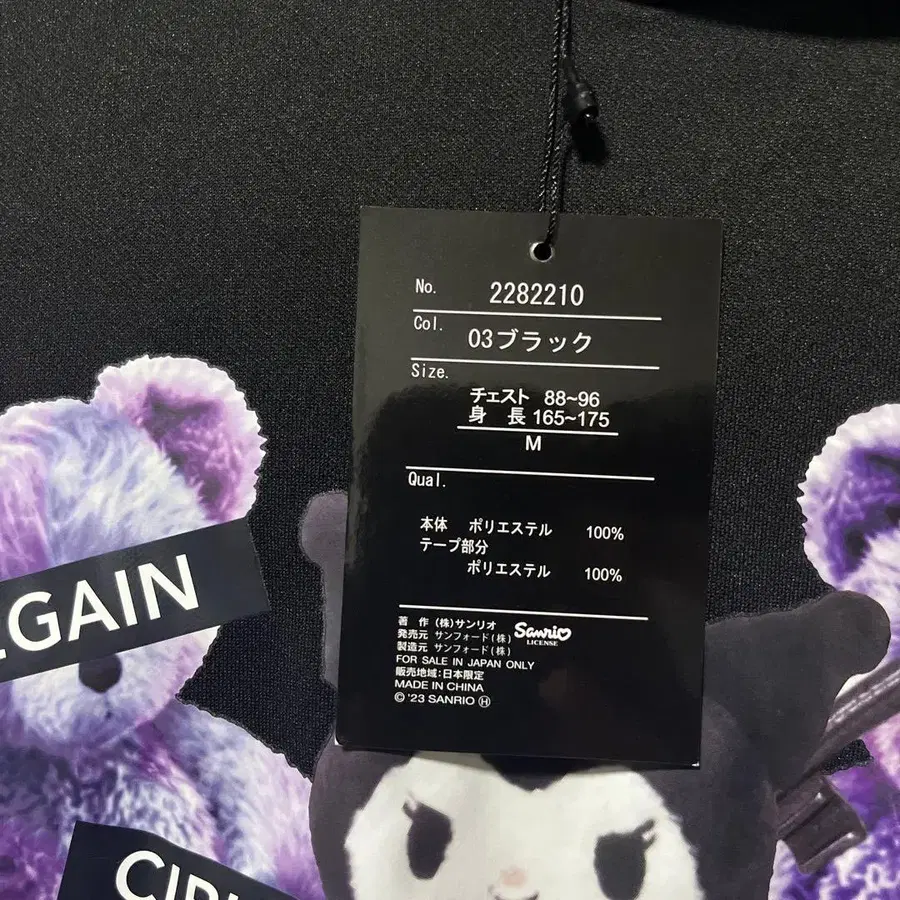 No. 2282210
Col. 03ブラック
Size.
チェスト 88~96
身 長 165~175
M
Qual.
本体 ポリエステル 100%
テープ部分
ポリエステル 100%
著 作 (株)サンリオ
発売元 サンフォード(株)
製造元 サンフォード(株)
Sanrio
LICENSE
FOR SALE IN JAPAN ONLY
販売地域:日本限定
MADE IN CHINA
© '23 SANRIO Ⓗ
EGAIN